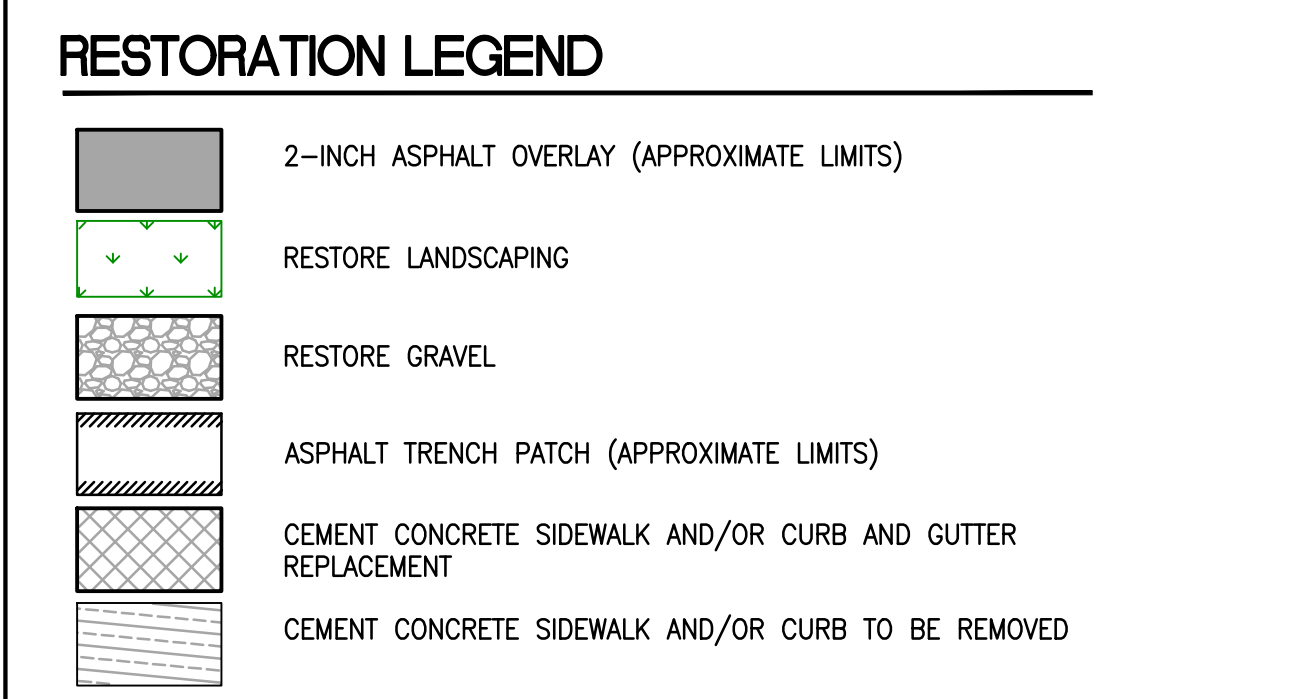 RESTORATION LEGEND
2-INCH ASPHALT OVERLAY (APPROXIMATE LIMITS)
RESTORE LANDSCAPING
RESTORE GRAVEL
ASPHALT TRENCH PATCH (APPROXIMATE LIMITS)
CEMENT CONCRETE SIDEWALK AND/OR CURB AND GUTTER
REPLACEMENT
CEMENT CONCRETE SIDEWALK AND/OR CURB TO BE REMOVED